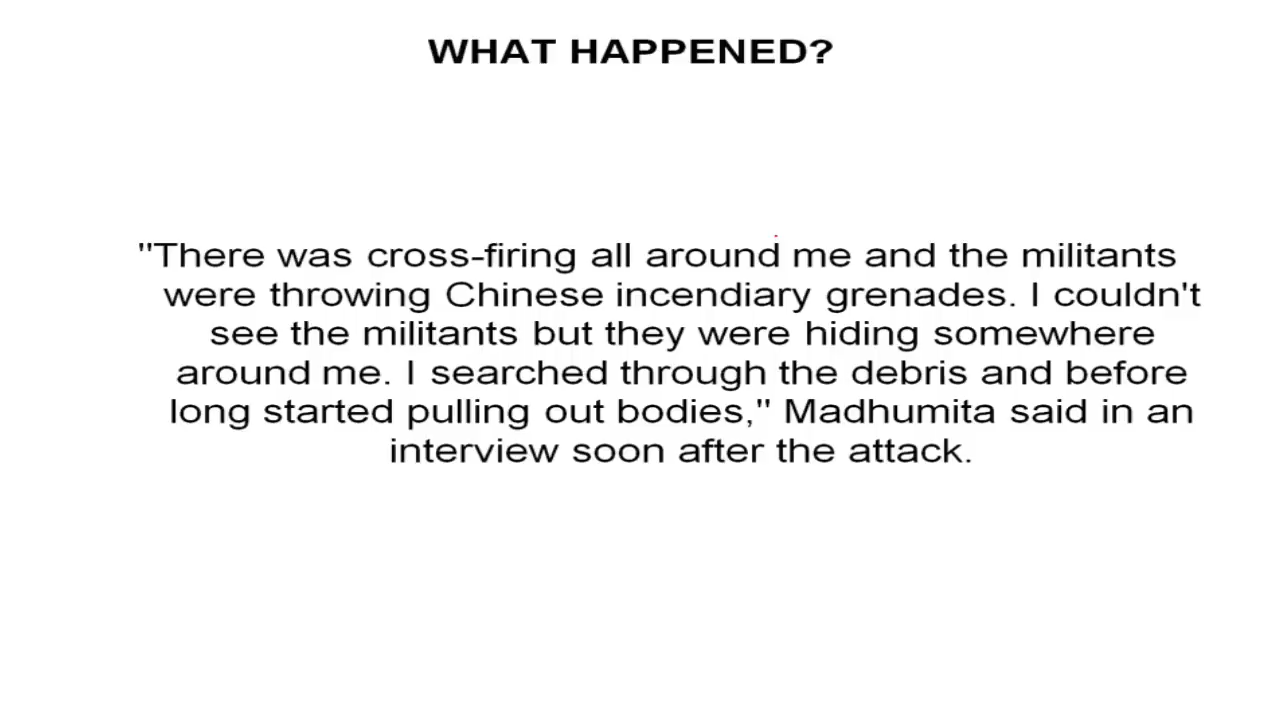 WHAT HAPPENED?
"There was cross-firing all around me and the militants
were throwing Chinese incendiary grenades. I couldn't
see the militants but they were hiding somewhere
around me. I searched through the debris and before
long started pulling out bodies," Madhumita said in an
interview soon after the attack.